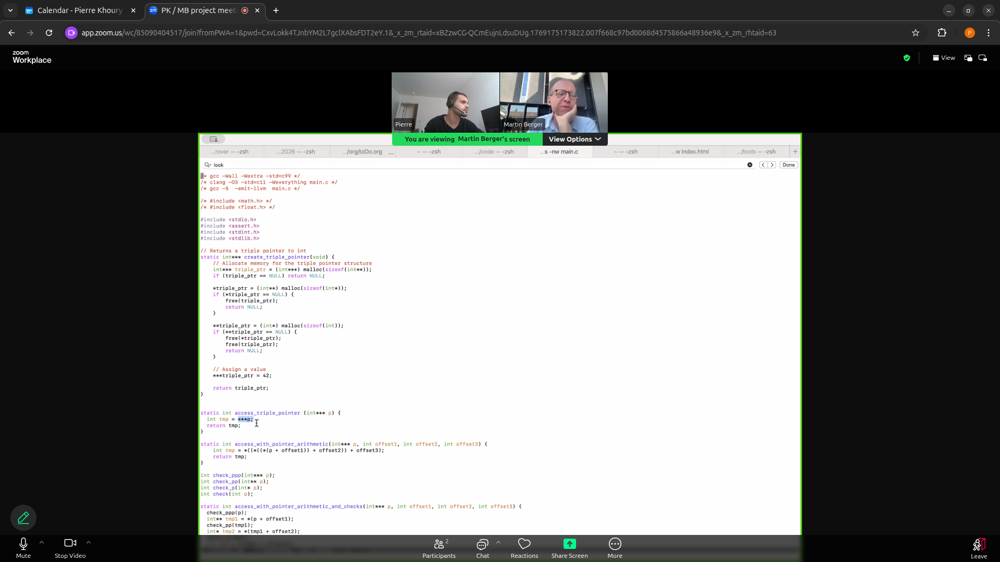 Calendar - Pierre Khoury
PK / MB project meeti
app.zoom.us/wc/85090404517/join?fromPWA=1&pwd=CxvLokk4TJnbYM2L7gclXAbsFDT2eY.1&_x_zm_rtaid=xBZzwCG-QCmEujnLdsuDUg.1769175173822.007f668c97bd0068d4575866a48936e9&_x_zm_rhtaid=63
P
zoom
Workplace
View
Pierre
Martin Berger
You are viewing Martin Berger's screen
View Options
...rover — -zsh
...2026 — -zsh
.../org/toDo.org ...
~ — -zsh
.../code — -zsh
...s -nw main.c
~ — -zsh
...w index.html
.../tools — -zsh
look
Done
/* gcc -Wall -Wextra -std=c99 */
/* clang -O3 -std=c11 -Weverything main.c */
/* gcc -S  -emit-llvm  main.c */
/* #include <math.h> */
/* #include <float.h> */
#include <stdio.h>
#include <assert.h>
#include <stdint.h>
#include <stdlib.h>
// Returns a triple pointer to int
static int*** create_triple_pointer(void) {
// Allocate memory for the triple pointer structure
int*** triple_ptr = (int***) malloc(sizeof(int**));
if (triple_ptr == NULL) return NULL;
*triple_ptr = (int**) malloc(sizeof(int*));
if (*triple_ptr == NULL) {
free(triple_ptr);
return NULL;
}
**triple_ptr = (int*) malloc(sizeof(int));
if (**triple_ptr == NULL) {
free(*triple_ptr);
free(triple_ptr);
return NULL;
}
// Assign a value
***triple_ptr = 42;
return triple_ptr;
}
static int access_triple_pointer (int*** p) {
int tmp = ***p;
return tmp;
}
static int access_with_pointer_arithmetic(int*** p, int offset1, int offset2, int offset3) {
int tmp = *((*((*(p + offset1)) + offset2)) + offset3);
return tmp;
}
int check_ppp(int*** p);
int check_pp(int** p);
int check_p(int* p);
int check(int p);
static int access_with_pointer_arithmetic_and_checks(int*** p, int offset1, int offset2, int offset3) {
check_ppp(p);
int** tmp1 = *(p + offset1);
check_pp(tmp1);
int* tmp2 = *(tmp1 + offset2);
Mute
Stop Video
2
Participants
Chat
Reactions
Share Screen
More
Leave